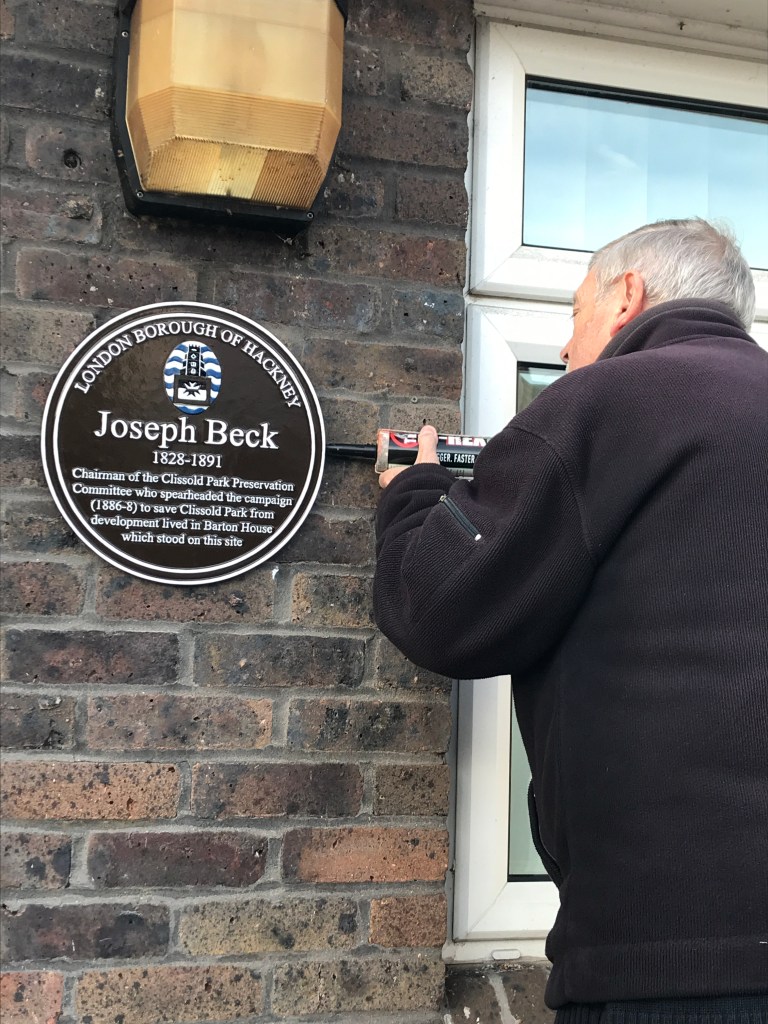 LONDON BOROUGH OF HACKNEY
Joseph Beck
1828-1891
Chairman of the Clissold Park Preservation
Committee who spearheaded the campaign
(1886-8) to save Clissold Park from
development lived in Barton House
which stood on this site
FASTER